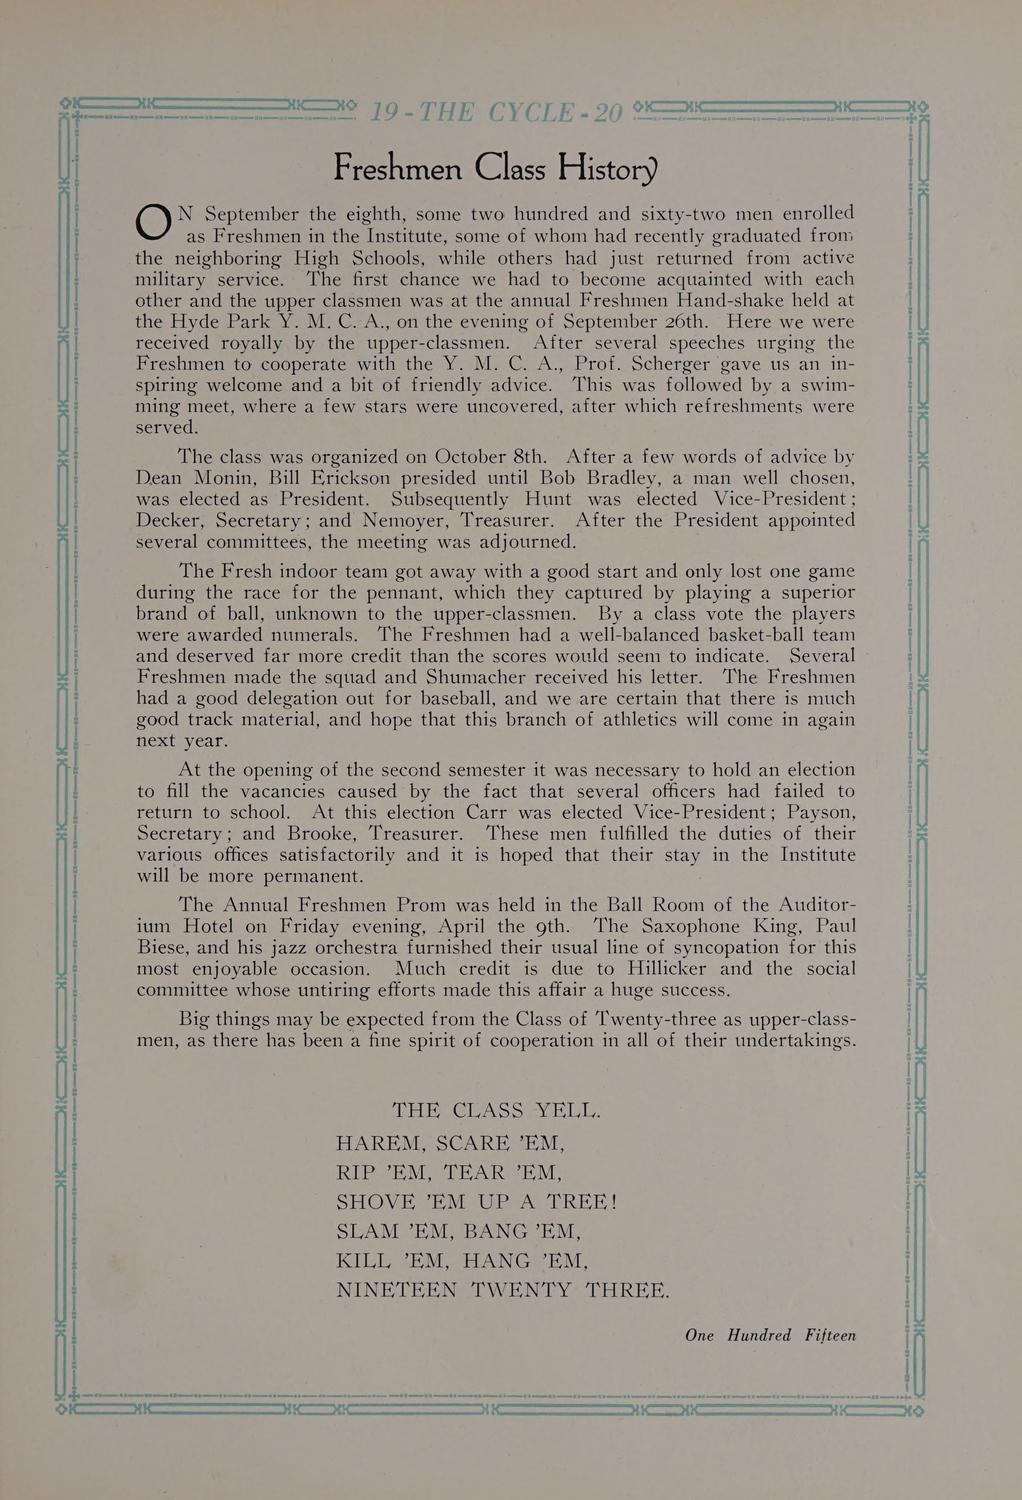 19-THE CYCLE-20
Freshmen Class History
ON September the eighth, some two hundred and sixty-two men enrolled
as Freshmen in the Institute, some of whom had recently graduated from
the neighboring High Schools, while others had just returned from active
military service. The first chance we had to become acquainted with each
other and the upper classmen was at the annual Freshmen Hand-shake held at
the Hyde Park Y. M. C. A., on the evening of September 26th. Here we were
received royally by the upper-classmen. After several speeches urging the
Freshmen to cooperate with the Y. M. C. A., Prof. Scherger gave us an in-
spiring welcome and a bit of friendly advice. This was followed by a swim-
ming meet, where a few stars were uncovered, after which refreshments were
served.
The class was organized on October 8th. After a few words of advice by
Dean Monin, Bill Erickson presided until Bob Bradley, a man well chosen,
was elected as President. Subsequently Hunt was elected Vice-President;
Decker, Secretary; and Nemoyer, Treasurer. After the President appointed
several committees, the meeting was adjourned.
The Fresh indoor team got away with a good start and only lost one game
during the race for the pennant, which they captured by playing a superior
brand of ball, unknown to the upper-classmen. By a class vote the players
were awarded numerals. The Freshmen had a well-balanced basket-ball team
and deserved far more credit than the scores would seem to indicate. Several
Freshmen made the squad and Shumacher received his letter. The Freshmen
had a good delegation out for baseball, and we are certain that there is much
good track material, and hope that this branch of athletics will come in again
next year.
At the opening of the second semester it was necessary to hold an election
to fill the vacancies caused by the fact that several officers had failed to
return to school. At this election Carr was elected Vice-President; Payson,
Secretary; and Brooke, Treasurer. These men fulfilled the duties of their
various offices satisfactorily and it is hoped that their stay in the Institute
will be more permanent.
The Annual Freshmen Prom was held in the Ball Room of the Auditor-
ium Hotel on Friday evening, April the 9th. The Saxophone King, Paul
Biese, and his jazz orchestra furnished their usual line of syncopation for this
most enjoyable occasion. Much credit is due to Hillicker and the social
committee whose untiring efforts made this affair a huge success.
Big things may be expected from the Class of Twenty-three as upper-class-
men, as there has been a fine spirit of cooperation in all of their undertakings.
THE CLASS YELL.
HAREM, SCARE 'EM,
RIP 'EM, TEAR 'EM,
SHOVE 'EM UP A TREE!
SLAM 'EM, BANG 'EM,
KILL 'EM, HANG 'EM,
NINETEEN TWENTY THREE.
One Hundred Fifteen